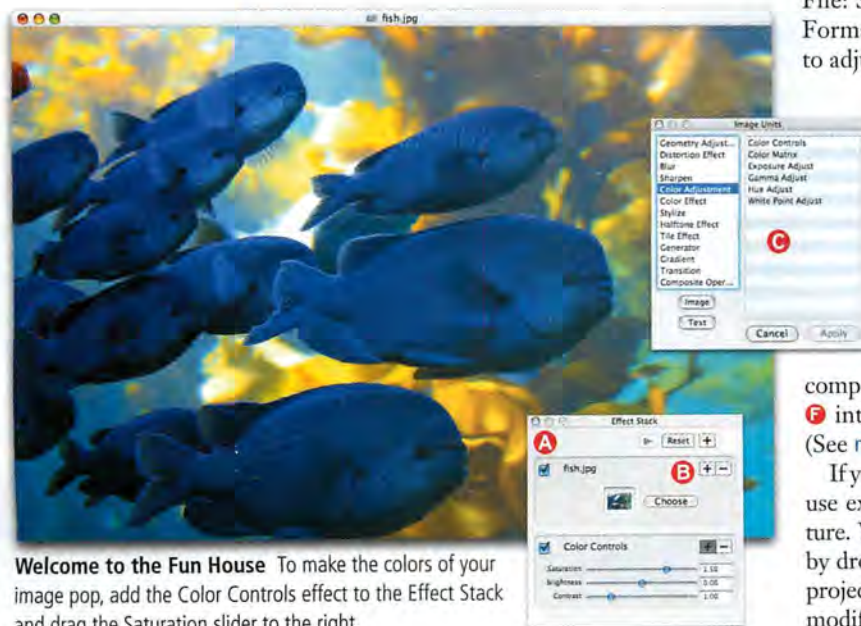 fish.jpg
File: S
Forma
to adju
Image Units
Geometry Adjust...
Distortion Effect
Blur
Sharpen
Color Adjustment
Color Effect
Stylize
Halftone Effect
Tile Effect
Generator
Gradient
Transition
Composite Oper...
Color Controls
Color Matrix
Exposure Adjust
Gamma Adjust
Hue Adjust
White Point Adjust
C
Image
Text
Cancel Apply
Effect Stack
A
Reset +
fish.jpg
B + −
Choose
Color Controls + −
Saturation 1.50
Brightness 0.00
Contrast 1.00
Welcome to the Fun House To make the colors of your
image pop, add the Color Controls effect to the Effect Stack
and drag the Saturation slider to the right.
comp
F int
(See
If y
use ex
ture.
by dro
projec
modif